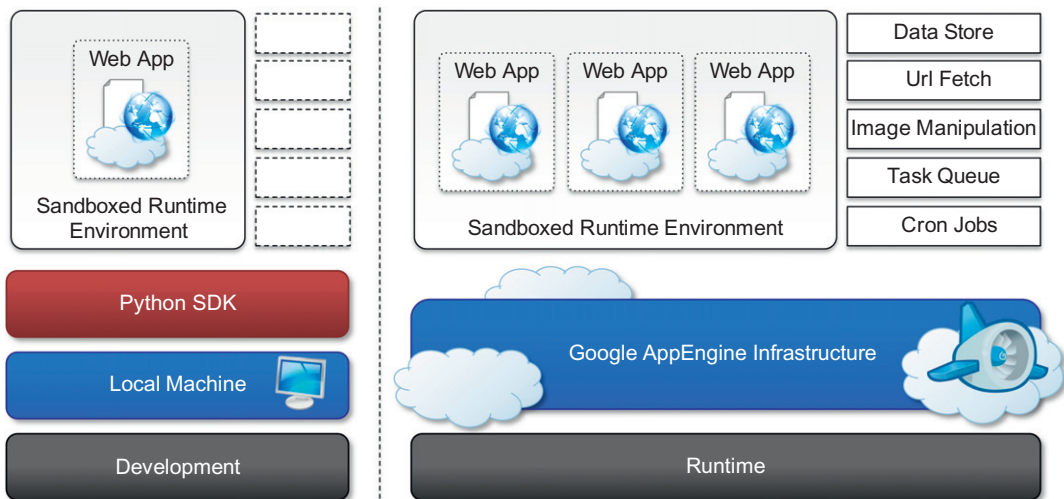 Web App
Sandboxed Runtime
Environment
Python SDK
Local Machine
Development
Web App
Web App
Web App
Sandboxed Runtime Environment
Data Store
Url Fetch
Image Manipulation
Task Queue
Cron Jobs
Google AppEngine Infrastructure
Runtime